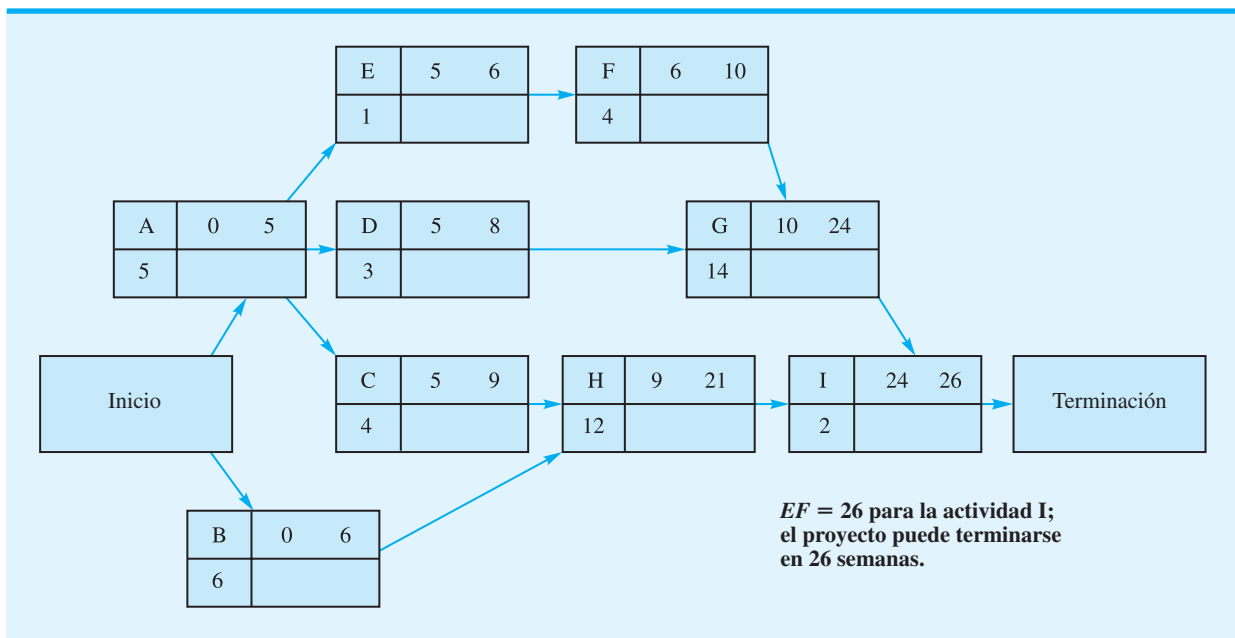 E 5 6
1
F 6 10
4
A 0 5
5
D 5 8
3
G 10 24
14
Inicio
C 5 9
4
H 9 21
12
I 24 26
2
Terminación
B 0 6
6
EF = 26 para la actividad I;
el proyecto puede terminarse
en 26 semanas.